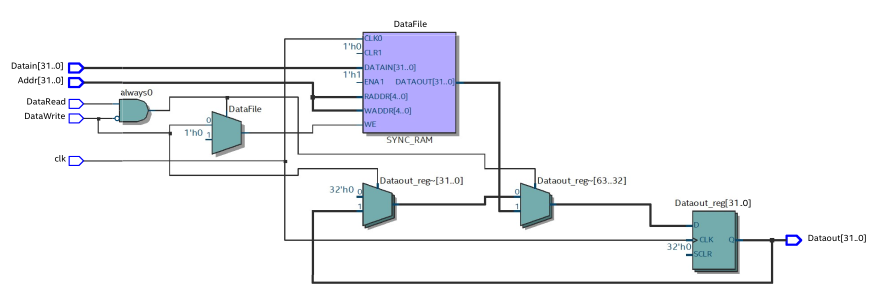 DataFile
CLK0
1'h0
CLR1
Datain[31..0]
DATAIN[31..0]
1'h1
Addr[31..0]
ENA1 DATAOUT[31..0]
always0
RADDR[4..0]
DataRead
DataFile
WADDR[4..0]
DataWrite
0
WE
1'h0
1
SYNC_RAM
clk
Dataout_reg~[31..0]
Dataout_reg~[63..32]
32'h0
0
0
1
1
Dataout_reg[31..0]
D
CLK
Q
Dataout[31..0]
32'h0
SCLR